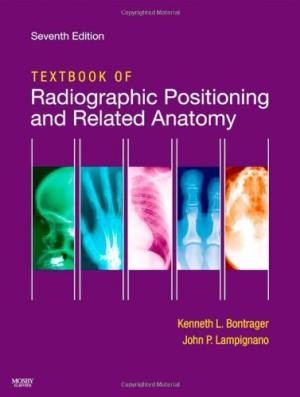 Seventh Edition
TEXTBOOK OF
Radiographic Positioning
and Related Anatomy
Kenneth L. Bontrager
John P. Lampignano
MOSBY
ELSEVIER